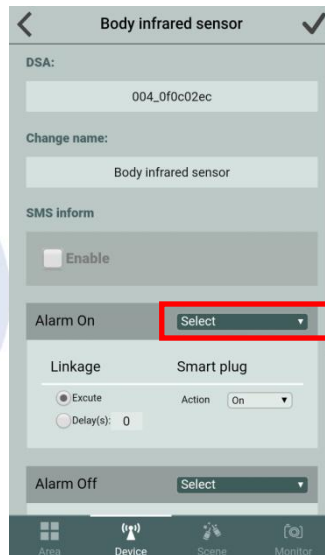 Body infrared sensor
DSA:
004_0f0c02ec
Change name:
Body infrared sensor
SMS inform
Enable
Alarm On Select
Linkage Smart plug
Excute Action On
Delay(s): 0
Alarm Off Select
Area Device Scene Monitor